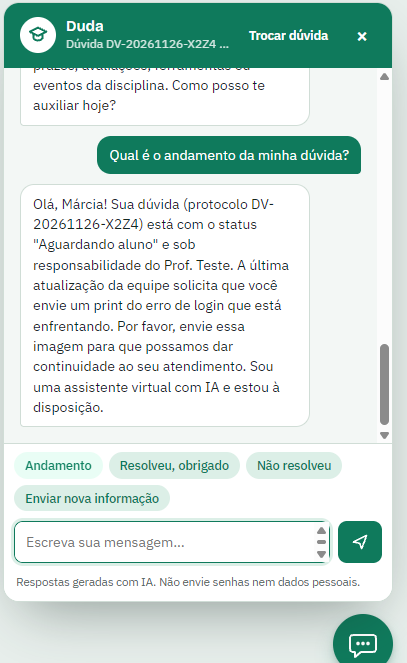 Duda
Dúvida DV-20261126-X2Z4 ...
Trocar dúvida
×
prazos, avaliações, ferramentas ou
eventos da disciplina. Como posso te
auxiliar hoje?
Qual é o andamento da minha dúvida?
Olá, Márcia! Sua dúvida (protocolo DV-
20261126-X2Z4) está com o status
"Aguardando aluno" e sob
responsabilidade do Prof. Teste. A última
atualização da equipe solicita que você
envie um print do erro de login que está
enfrentando. Por favor, envie essa
imagem para que possamos dar
continuidade ao seu atendimento. Sou
uma assistente virtual com IA e estou à
disposição.
Andamento
Resolveu, obrigado
Não resolveu
Enviar nova informação
Escreva sua mensagem...
Respostas geradas com IA. Não envie senhas nem dados pessoais.